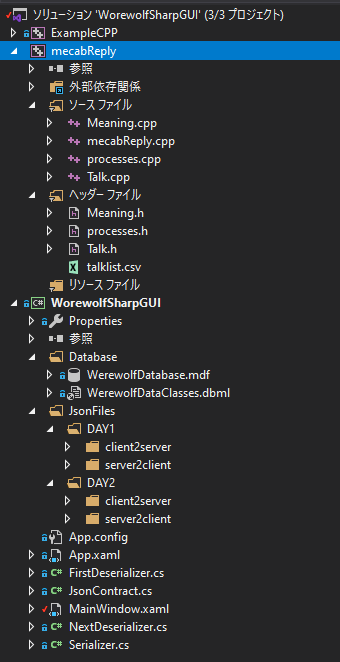 ソリューション 'WorewolfSharpGUI' (3/3 プロジェクト)
ExampleCPP
mecabReply
参照
外部依存関係
ソース ファイル
Meaning.cpp
mecabReply.cpp
processes.cpp
Talk.cpp
ヘッダー ファイル
Meaning.h
processes.h
Talk.h
talklist.csv
リソース ファイル
C# WorewolfSharpGUI
Properties
参照
Database
WerewolfDatabase.mdf
WerewolfDataClasses.dbml
JsonFiles
DAY1
client2server
server2client
DAY2
client2server
server2client
App.config
App.xaml
C# FirstDeserializer.cs
C# JsonContract.cs
MainWindow.xaml
C# NextDeserializer.cs
C# Serializer.cs